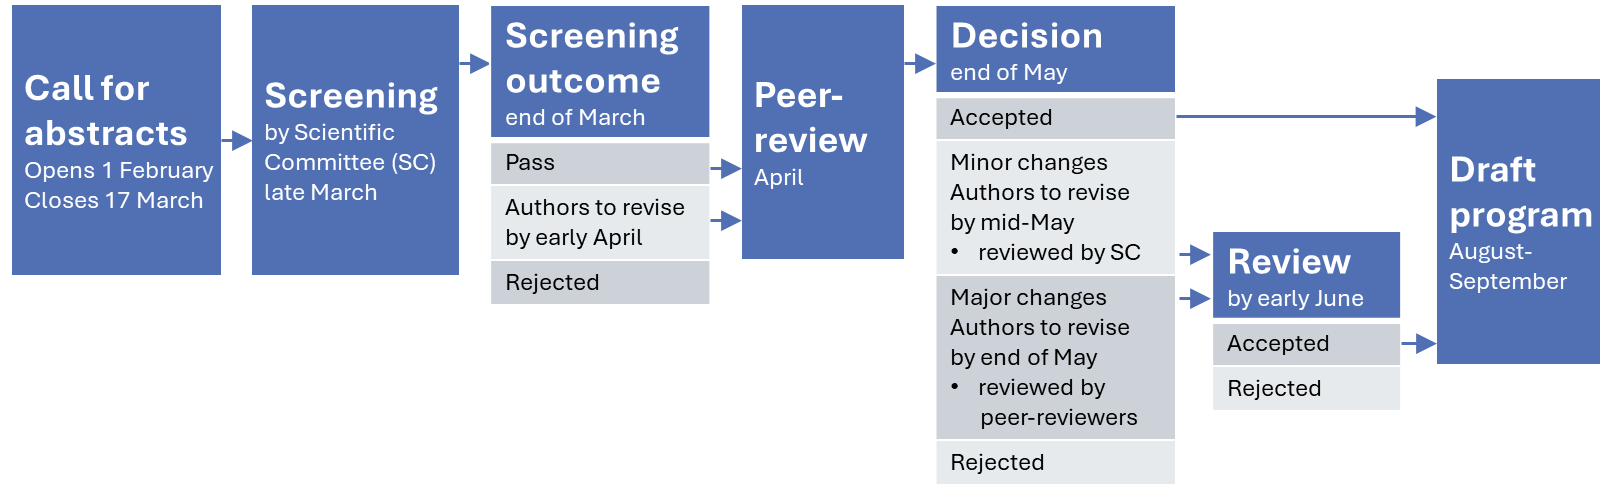 Call for
abstracts
Opens 1 February
Closes 17 March
Screening
by Scientific
Committee (SC)
late March
Screening
outcome
end of March
Pass
Authors to revise
by early April
Rejected
Peer-
review
April
Decision
end of May
Accepted
Minor changes
Authors to revise
by mid-May
• reviewed by SC
Major changes
Authors to revise
by end of May
• reviewed by
peer-reviewers
Rejected
Review
by early June
Accepted
Rejected
Draft
program
August-
September